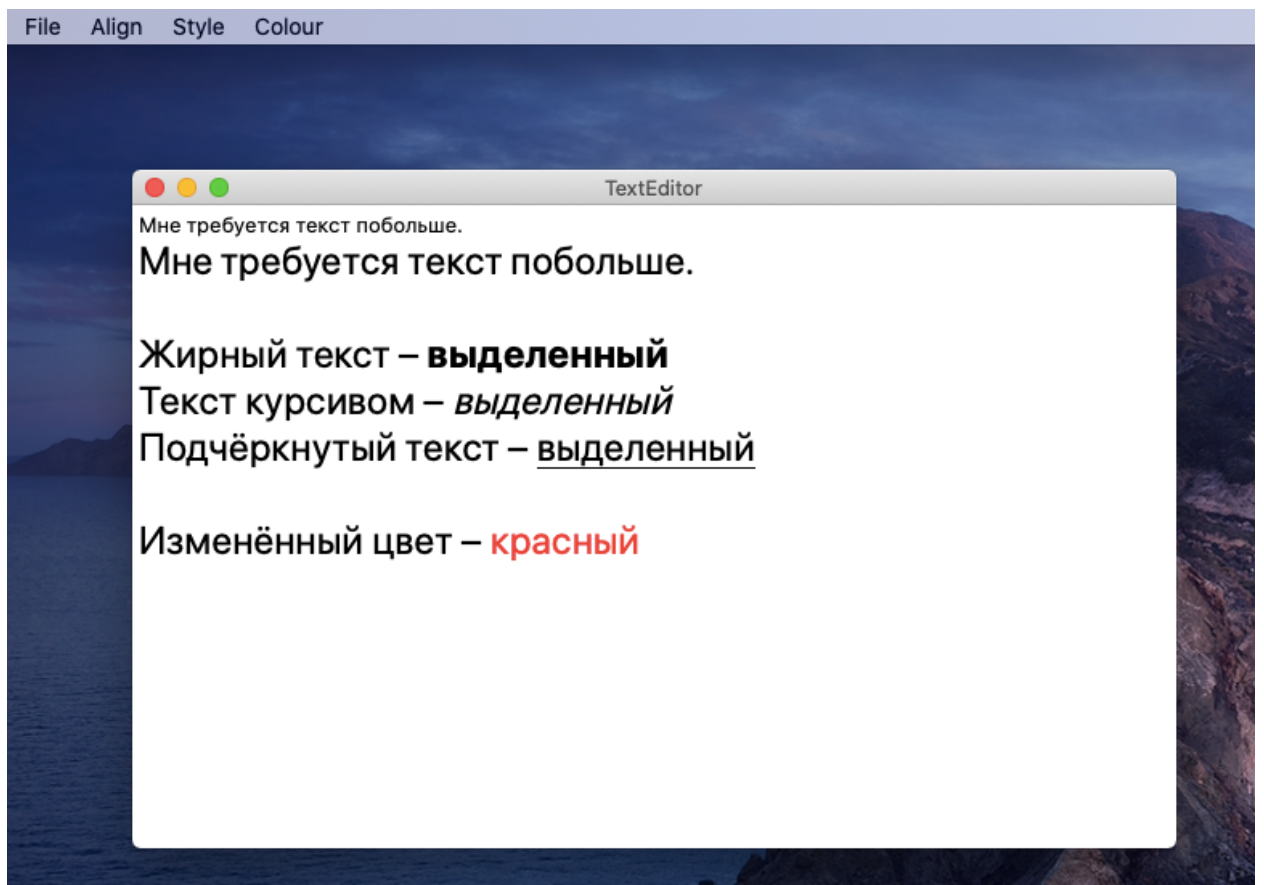 File Align Style Colour
TextEditor
Мне требуется текст побольше.
Мне требуется текст побольше.
Жирный текст – выделенный
Текст курсивом – выделенный
Подчёркнутый текст – выделенный
Изменённый цвет – красный